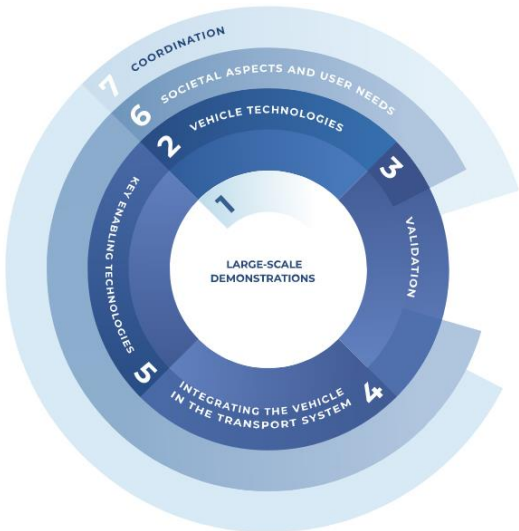 7 COORDINATION
6 SOCIETAL ASPECTS AND USER NEEDS
2 VEHICLE TECHNOLOGIES
3 VALIDATION
1
LARGE-SCALE
DEMONSTRATIONS
5 KEY ENABLING TECHNOLOGIES
4 INTEGRATING THE VEHICLE
IN THE TRANSPORT SYSTEM